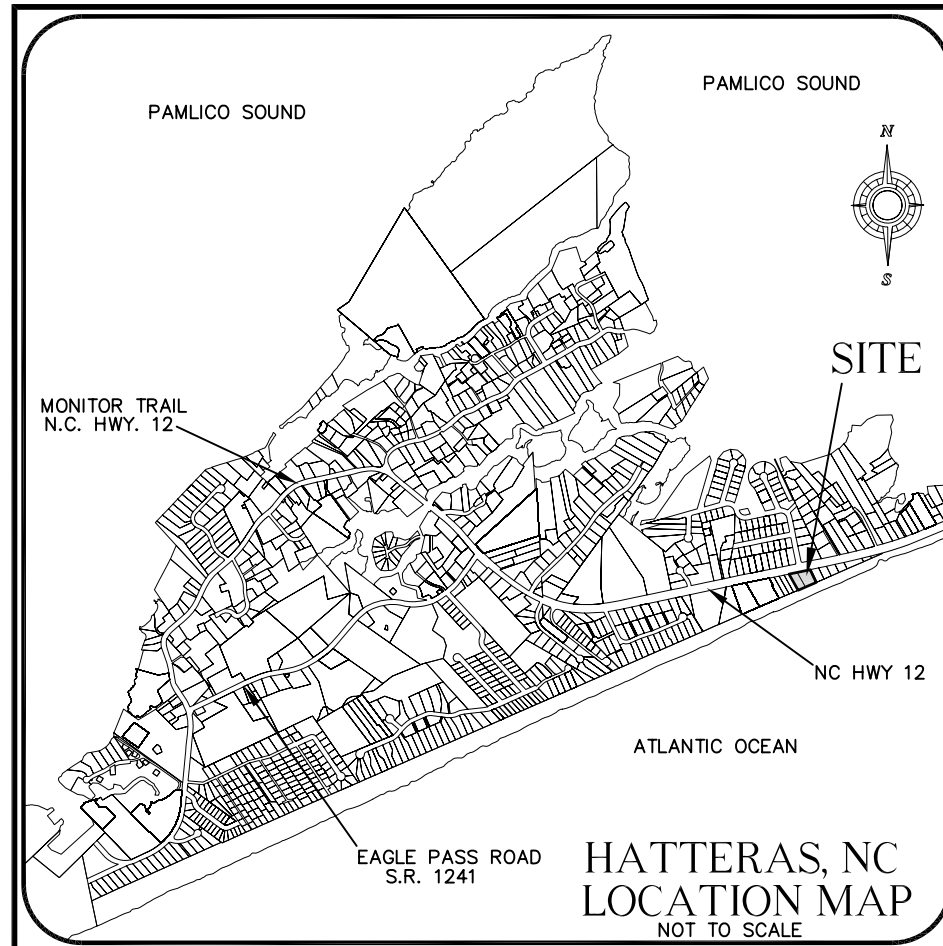 PAMLICO SOUND
PAMLICO SOUND
N
S
SITE
MONITOR TRAIL
N.C. HWY. 12
NC HWY 12
ATLANTIC OCEAN
EAGLE PASS ROAD
S.R. 1241
HATTERAS, NC
LOCATION MAP
NOT TO SCALE